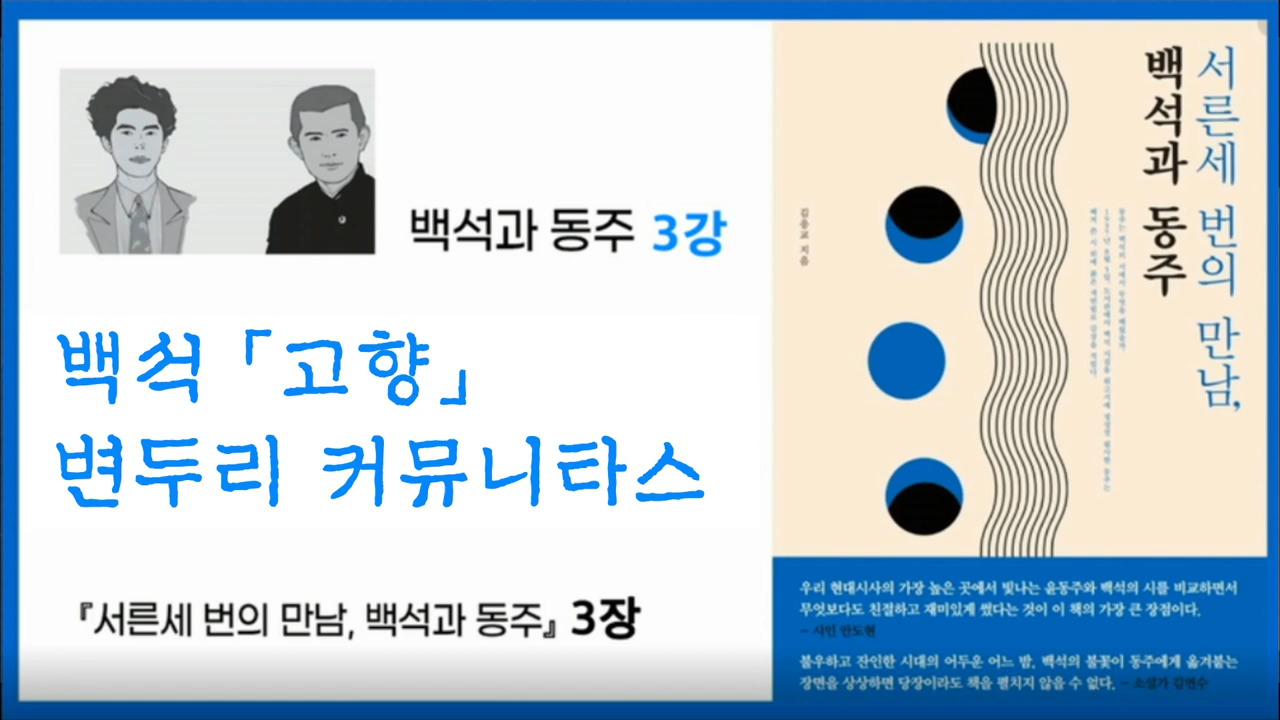 백석과 동주 3강
백석 「고향」
변두리 커뮤니타스
『서른세 번의 만남, 백석과 동주』 3장
서른세 번의 만남,
백석과 동주
김응교 지음
우리 현대시사의 가장 높은 곳에서 빛나는 윤동주와 백석의 시를 비교하면서
무엇보다도 친절하고 재미있게 썼다는 것이 이 책의 가장 큰 장점이다.
– 시인 안도현
불우하고 잔인한 시대의 어두운 어느 밤, 백석의 불꽃이 동주에게 옮겨붙는
장면을 상상하면 당장이라도 책을 펼치지 않을 수 없다. – 소설가 김연수